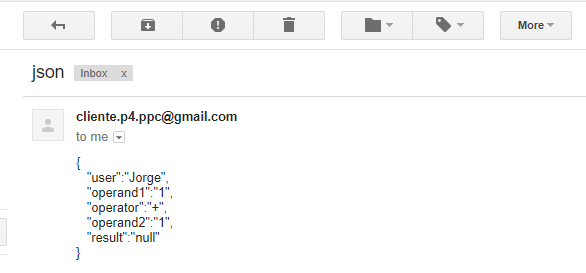 More
json Inbox x
cliente.p4.ppc@gmail.com
to me
{
"user":"Jorge",
"operand1":"1",
"operator":"+",
"operand2":"1",
"result":"null"
}